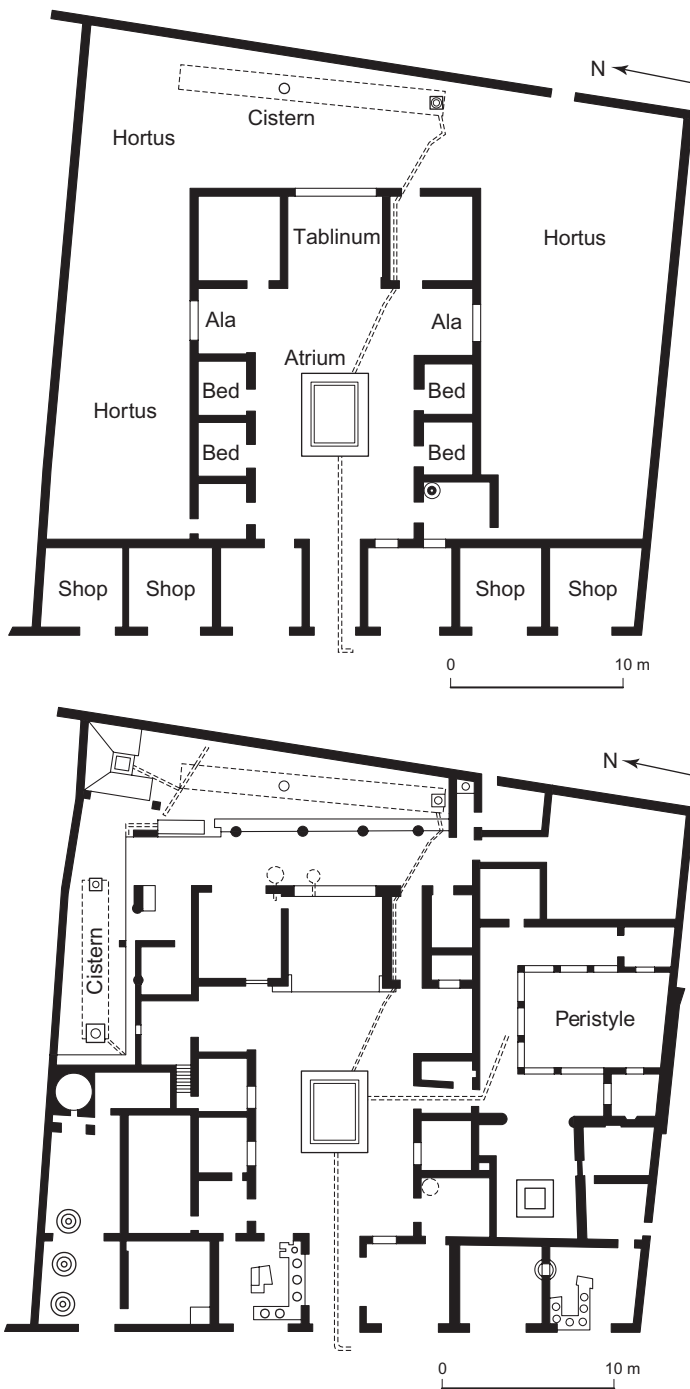 N
Cistern
Hortus
Tablinum
Hortus
Ala
Ala
Atrium
Bed
Bed
Hortus
Bed
Bed
Shop
Shop
Shop
Shop
0
10 m
N
Cistern
Peristyle
0
10 m